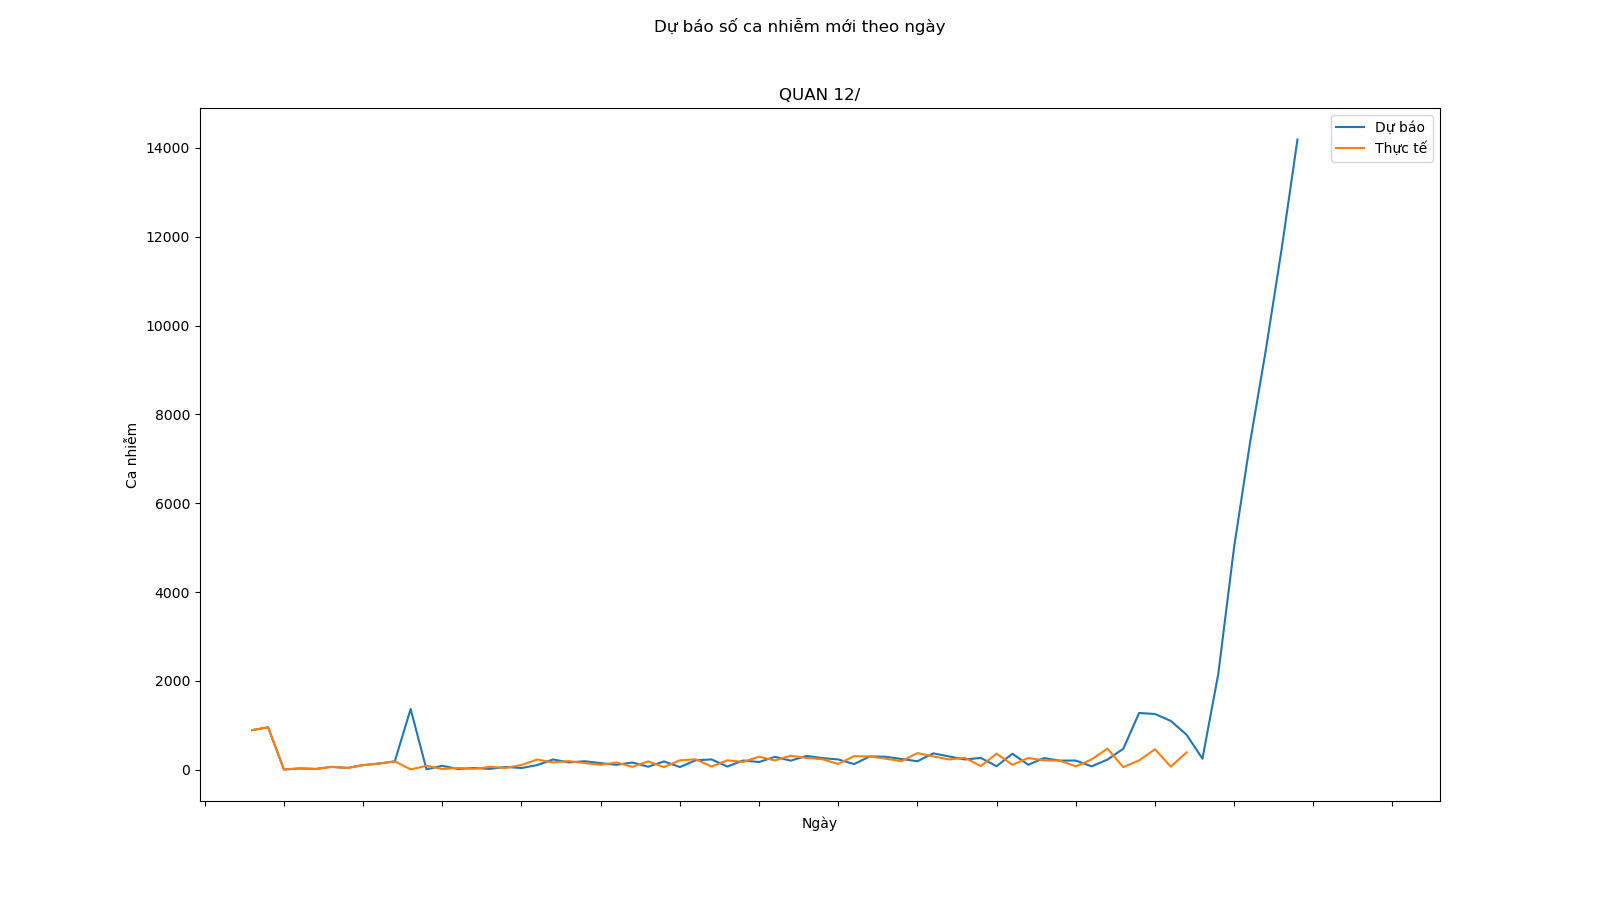 Dự báo số ca nhiễm mới theo ngày
QUAN 12/
Dự báo
Thực tế
14000
12000
10000
8000
6000
4000
2000
0
Ca nhiễm
Ngày